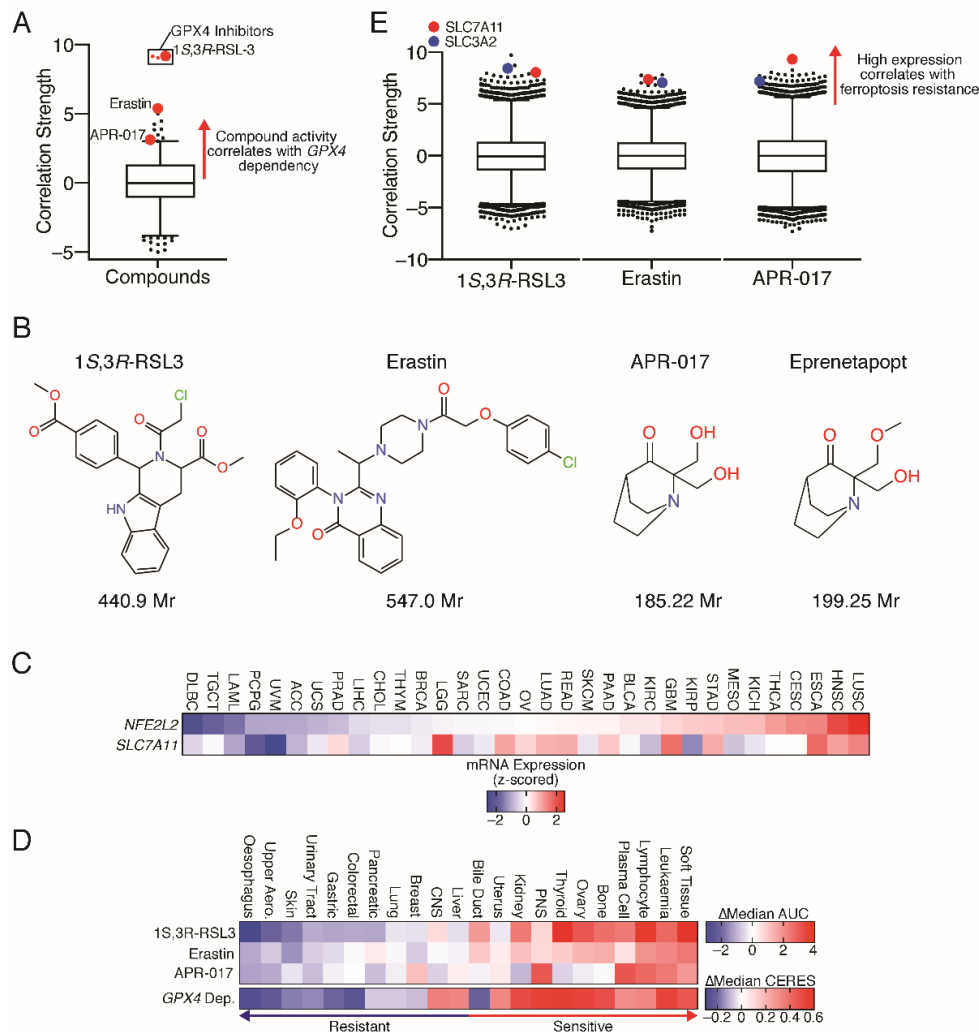 A
GPX4 Inhibitors
1S,3R-RSL-3
10
5
0
−5
Correlation Strength
Erastin
APR-017
Compound activity
correlates with GPX4
dependency
Compounds
E
SLC7A11
SLC3A2
10
5
0
−5
−10
Correlation Strength
High expression
correlates with
ferroptosis resistance
1S,3R-RSL3
Erastin
APR-017
B
1S,3R-RSL3
Erastin
APR-017
Eprenetapopt
O
O
O
Cl
N
O
O
HN
O
O
N
N
Cl
N
N
O
O
O
OH
OH
N
O
O
OH
N
440.9 Mr
547.0 Mr
185.22 Mr
199.25 Mr
C
DLBC
TGCT
LAML
PCPG
UVM
ACC
UCS
PRAD
LIHC
CHOL
THYM
BRCA
LGG
SARC
UCEC
COAD
OV
LUAD
READ
SKCM
PAAD
BLCA
KIRC
GBM
KIRP
STAD
MESO
KICH
THCA
CESC
ESCA
HNSC
LUSC
NFE2L2
SLC7A11
mRNA Expression
(z-scored)
−2 0 2
D
Oesophagus
Upper Aero.
Skin
Urinary Tract
Gastric
Colorectal
Pancreatic
Lung
Breast
CNS
Liver
Bile Duct
Uterus
Kidney
PNS
Thyroid
Ovary
Bone
Plasma Cell
Lymphocyte
Leukaemia
Soft Tissue
1S,3R-RSL3
Erastin
APR-017
GPX4 Dep.
ΔMedian AUC
−2 0 2 4
ΔMedian CERES
−0.2 0 0.2 0.6
Resistant
Sensitive